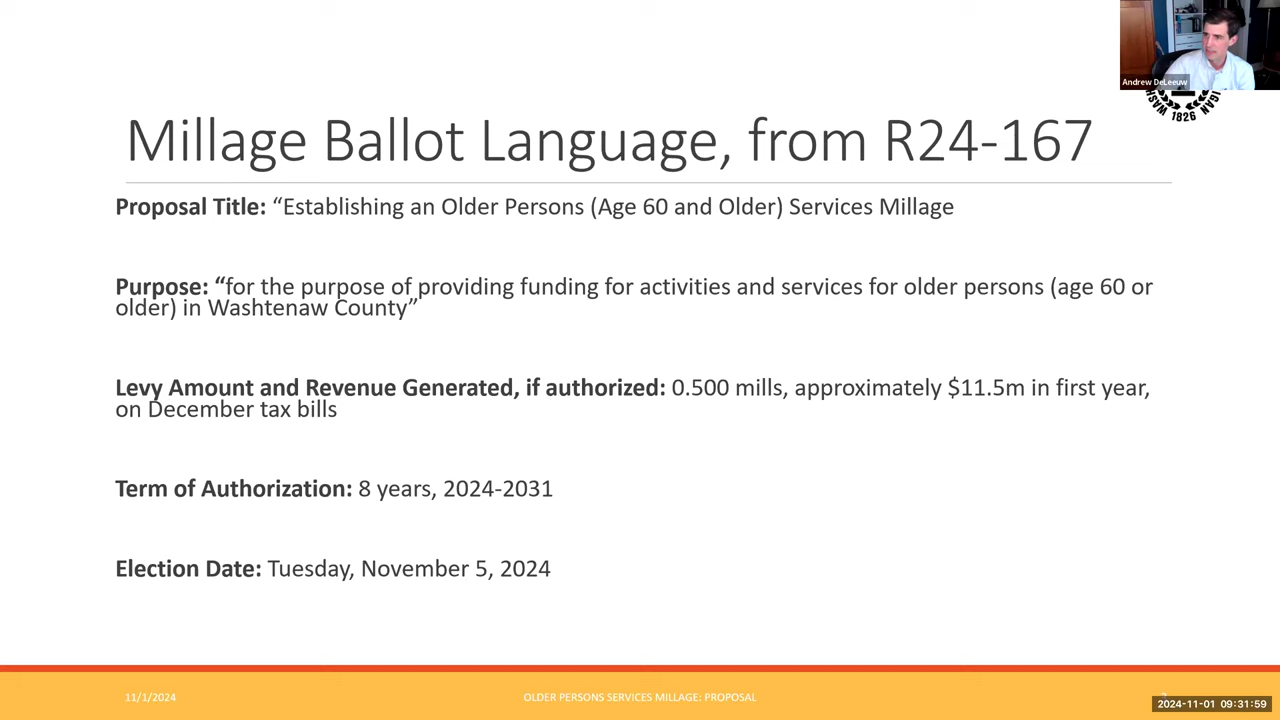 Andrew DeLeeuw
1826
Millage Ballot Language, from R24-167
Proposal Title: “Establishing an Older Persons (Age 60 and Older) Services Millage
Purpose: “for the purpose of providing funding for activities and services for older persons (age 60 or
older) in Washtenaw County”
Levy Amount and Revenue Generated, if authorized: 0.500 mills, approximately $11.5m in first year,
on December tax bills
Term of Authorization: 8 years, 2024-2031
Election Date: Tuesday, November 5, 2024
11/1/2024
OLDER PERSONS SERVICES MILLAGE: PROPOSAL
2024-11-01 09:31:59